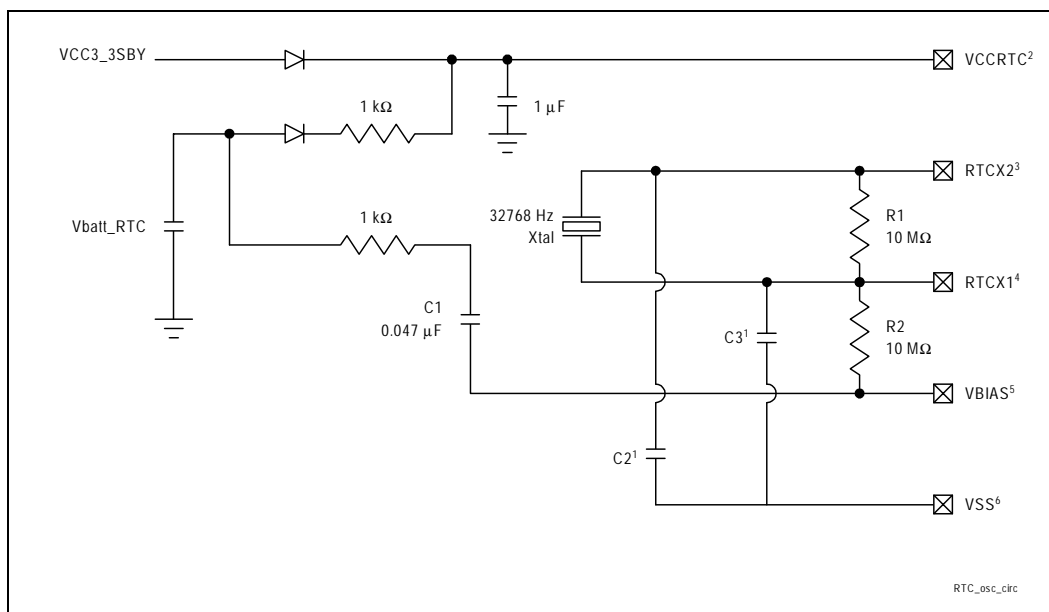 VCC3_3SBY
VCCRTC²
1 kΩ
1 µF
RTCX2³
Vbatt_RTC
1 kΩ
32768 Hz
Xtal
R1
10 MΩ
RTCX1⁴
C1
0.047 µF
C3¹
R2
10 MΩ
VBIAS⁵
C2¹
VSS⁶
RTC_osc_circ